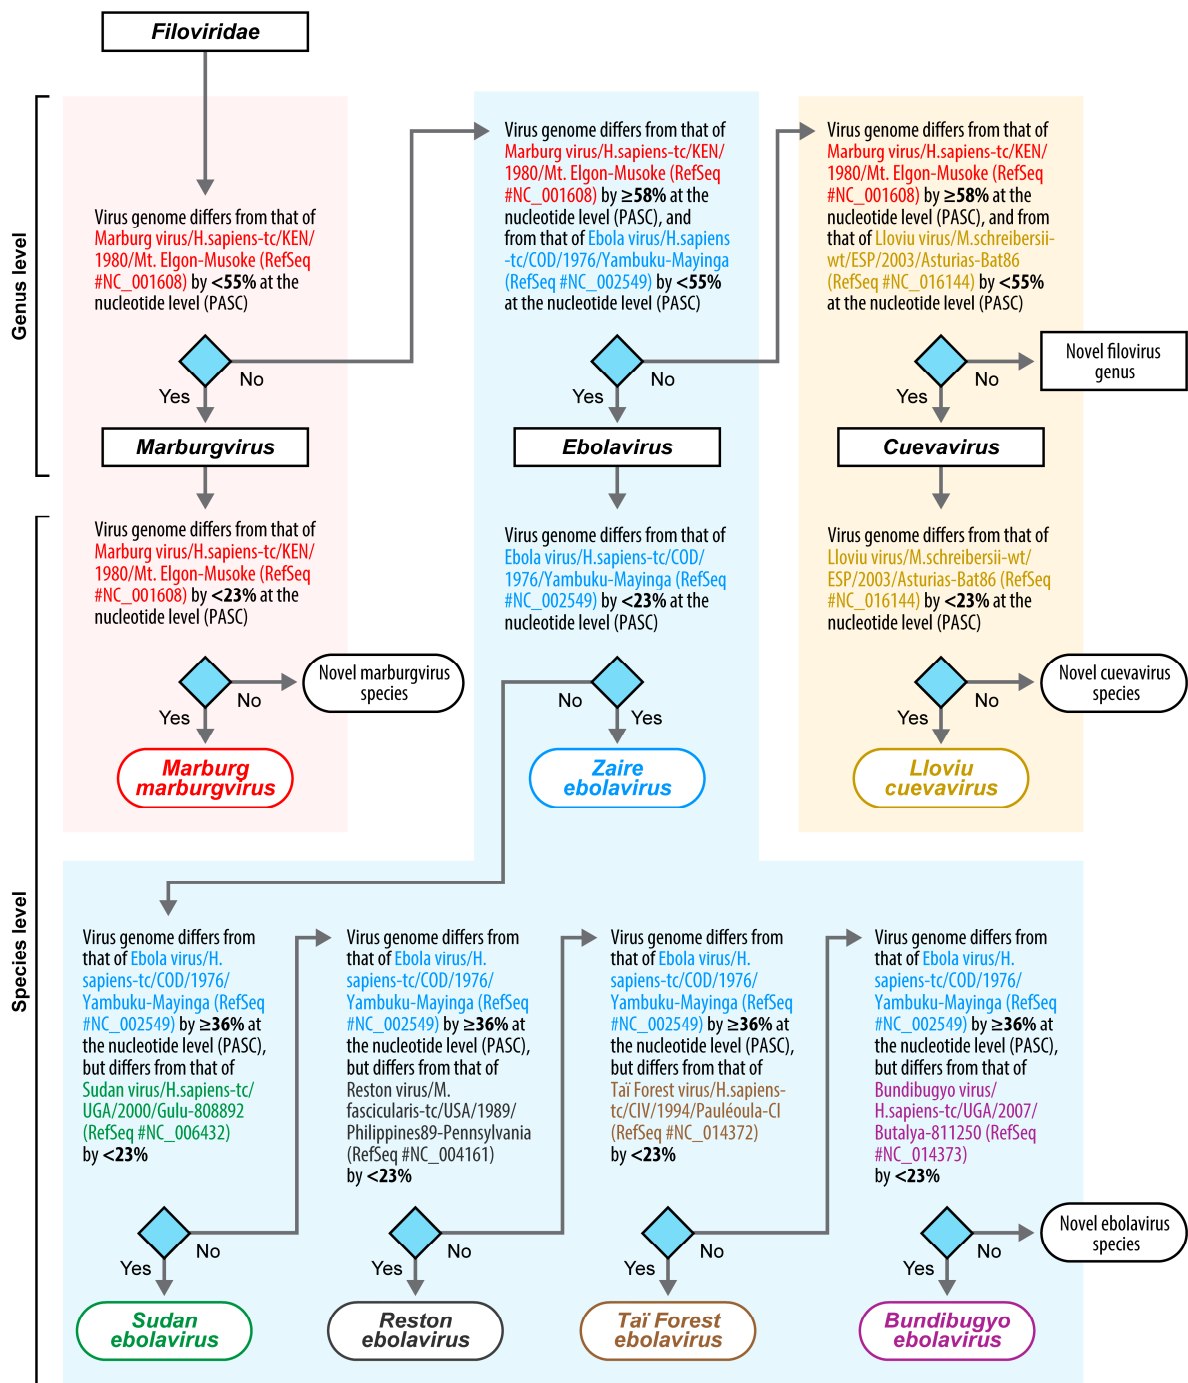 Filoviridae
Genus level
Virus genome differs from that of
Marburg virus/H.sapiens-tc/KEN/
1980/Mt. Elgon-Musoke (RefSeq
#NC_001608) by <55% at the
nucleotide level (PASC)
Yes
No
Marburgvirus
Virus genome differs from that of
Marburg virus/H.sapiens-tc/KEN/
1980/Mt. Elgon-Musoke (RefSeq
#NC_001608) by ≥58% at the
nucleotide level (PASC), and
from that of Ebola virus/H.sapiens
-tc/COD/1976/Yambuku-Mayinga
(RefSeq #NC_002549) by <55%
at the nucleotide level (PASC)
Yes
No
Ebolavirus
Virus genome differs from that of
Marburg virus/H.sapiens-tc/KEN/
1980/Mt. Elgon-Musoke (RefSeq
#NC_001608) by ≥58% at the
nucleotide level (PASC), and from
that of Lloviu virus/M.schreibersii-
wt/ESP/2003/Asturias-Bat86
(RefSeq #NC_016144) by <55%
at the nucleotide level (PASC)
Yes
No
Novel filovirus
genus
Cuevavirus
Species level
Virus genome differs from that of
Marburg virus/H.sapiens-tc/KEN/
1980/Mt. Elgon-Musoke (RefSeq
#NC_001608) by <23% at the
nucleotide level (PASC)
Yes
No
Novel marburgvirus
species
Marburg
marburgvirus
Virus genome differs from that of
Ebola virus/H.sapiens-tc/COD/
1976/Yambuku-Mayinga (RefSeq
#NC_002549) by <23% at the
nucleotide level (PASC)
No
Yes
Zaire
ebolavirus
Virus genome differs from that of
Lloviu virus/M.schreibersii-wt/
ESP/2003/Asturias-Bat86 (RefSeq
#NC_016144) by <23% at the
nucleotide level (PASC)
Yes
No
Novel cuevavirus
species
Lloviu
cuevavirus
Virus genome differs from
that of Ebola virus/H.
sapiens-tc/COD/1976/
Yambuku-Mayinga (RefSeq
#NC_002549) by ≥36% at
the nucleotide level (PASC),
but differs from that of
Sudan virus/H.sapiens-tc/
UGA/2000/Gulu-808892
(RefSeq #NC_006432)
by <23%
Yes
No
Sudan
ebolavirus
Virus genome differs from
that of Ebola virus/H.
sapiens-tc/COD/1976/
Yambuku-Mayinga (RefSeq
#NC_002549) by ≥36% at
the nucleotide level (PASC),
but differs from that of
Reston virus/M.
fascicularis-tc/USA/1989/
Philippines89-Pennsylvania
(RefSeq #NC_004161)
by <23%
Yes
No
Reston
ebolavirus
Virus genome differs from
that of Ebola virus/H.
sapiens-tc/COD/1976/
Yambuku-Mayinga (RefSeq
#NC_002549) by ≥36% at
the nucleotide level (PASC),
but differs from that of
Taï Forest virus/H.sapiens-
tc/CIV/1994/Pauléoula-CI
(RefSeq #NC_014372)
by <23%
Yes
No
Taï Forest
ebolavirus
Virus genome differs from
that of Ebola virus/H.
sapiens-tc/COD/1976/
Yambuku-Mayinga (RefSeq
#NC_002549) by ≥36% at
the nucleotide level (PASC),
but differs from that of
Bundibugyo virus/
H.sapiens-tc/UGA/2007/
Butalya-811250 (RefSeq
#NC_014373)
by <23%
Yes
No
Novel ebolavirus
species
Bundibugyo
ebolavirus